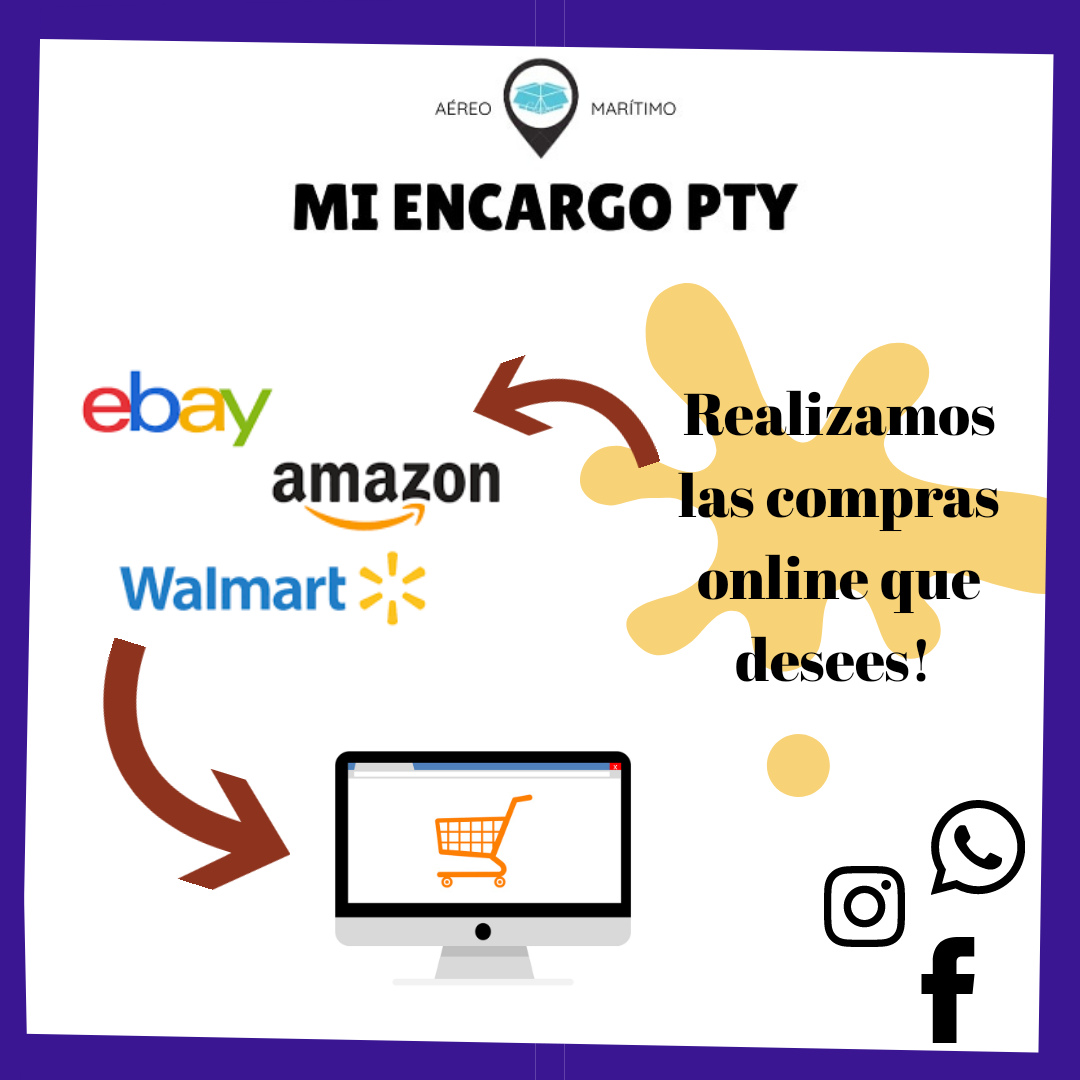 AÉREO MARÍTIMO
MI ENCARGO PTY
ebay
amazon
Walmart
Realizamos
las compras
online que
desees!
x